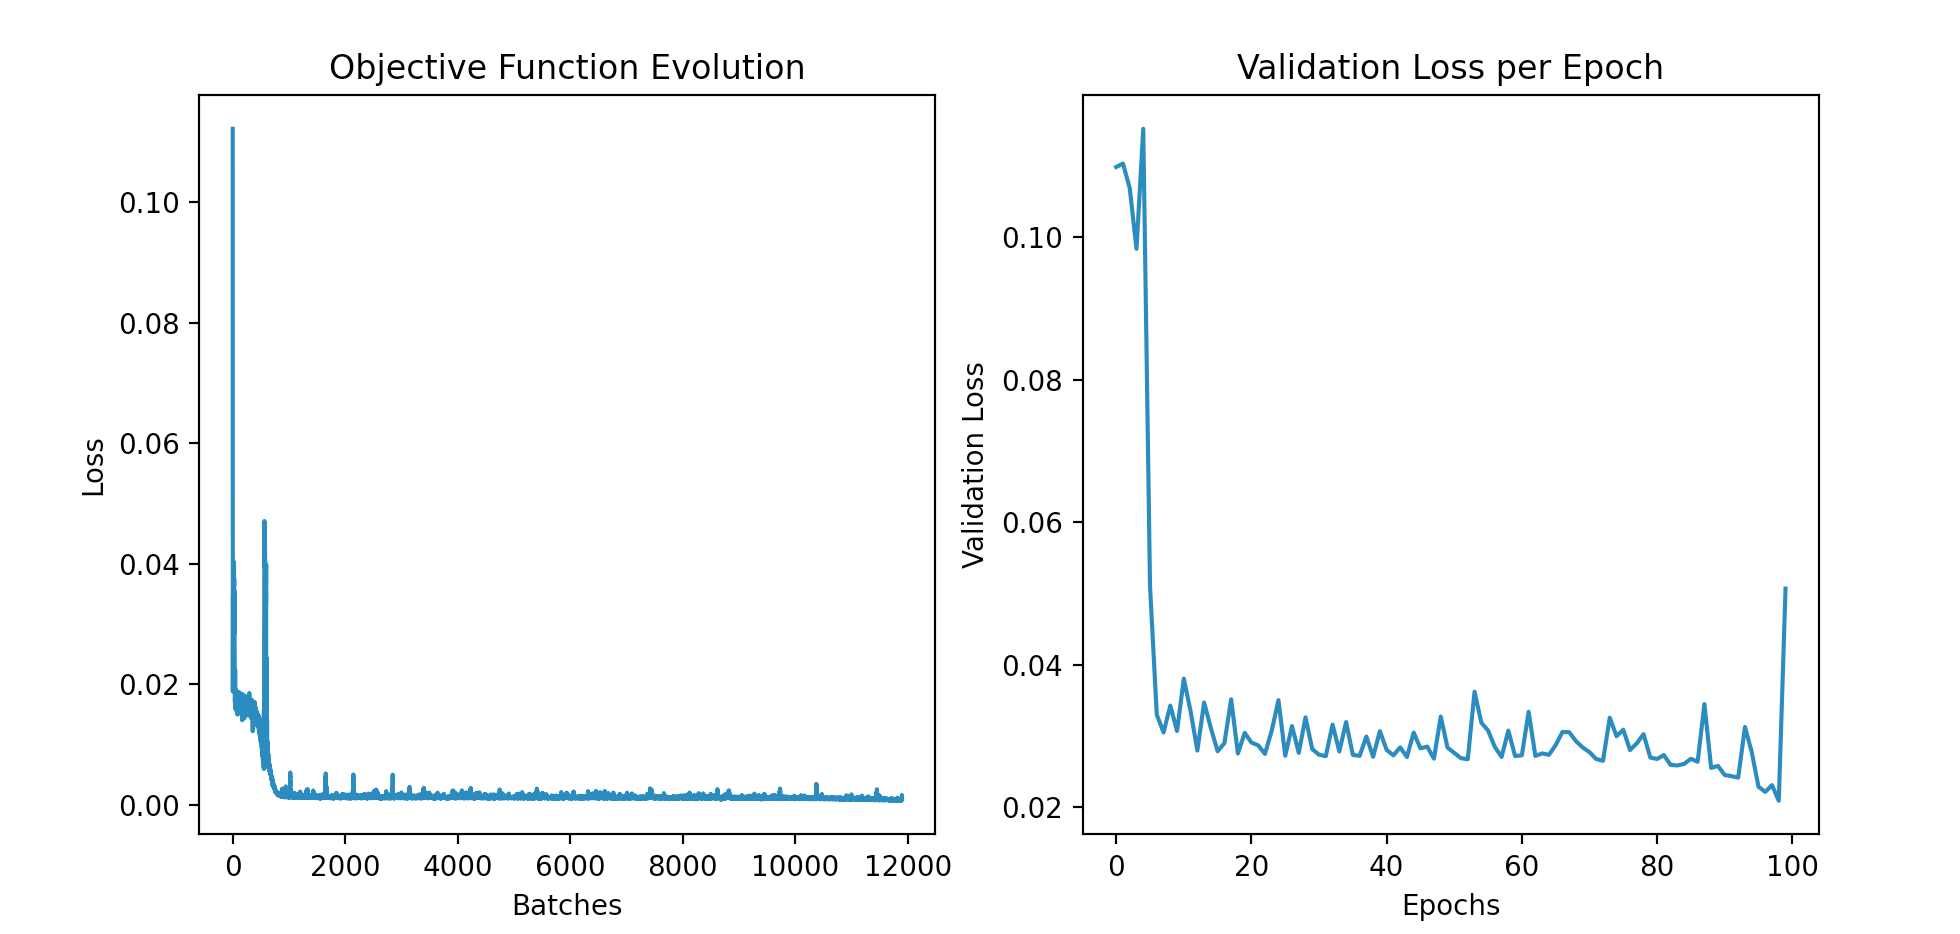 Objective Function Evolution
Loss
0.10
0.08
0.06
0.04
0.02
0.00
0 2000 4000 6000 8000 10000 12000
Batches
Validation Loss per Epoch
Validation Loss
0.10
0.08
0.06
0.04
0.02
0 20 40 60 80 100
Epochs